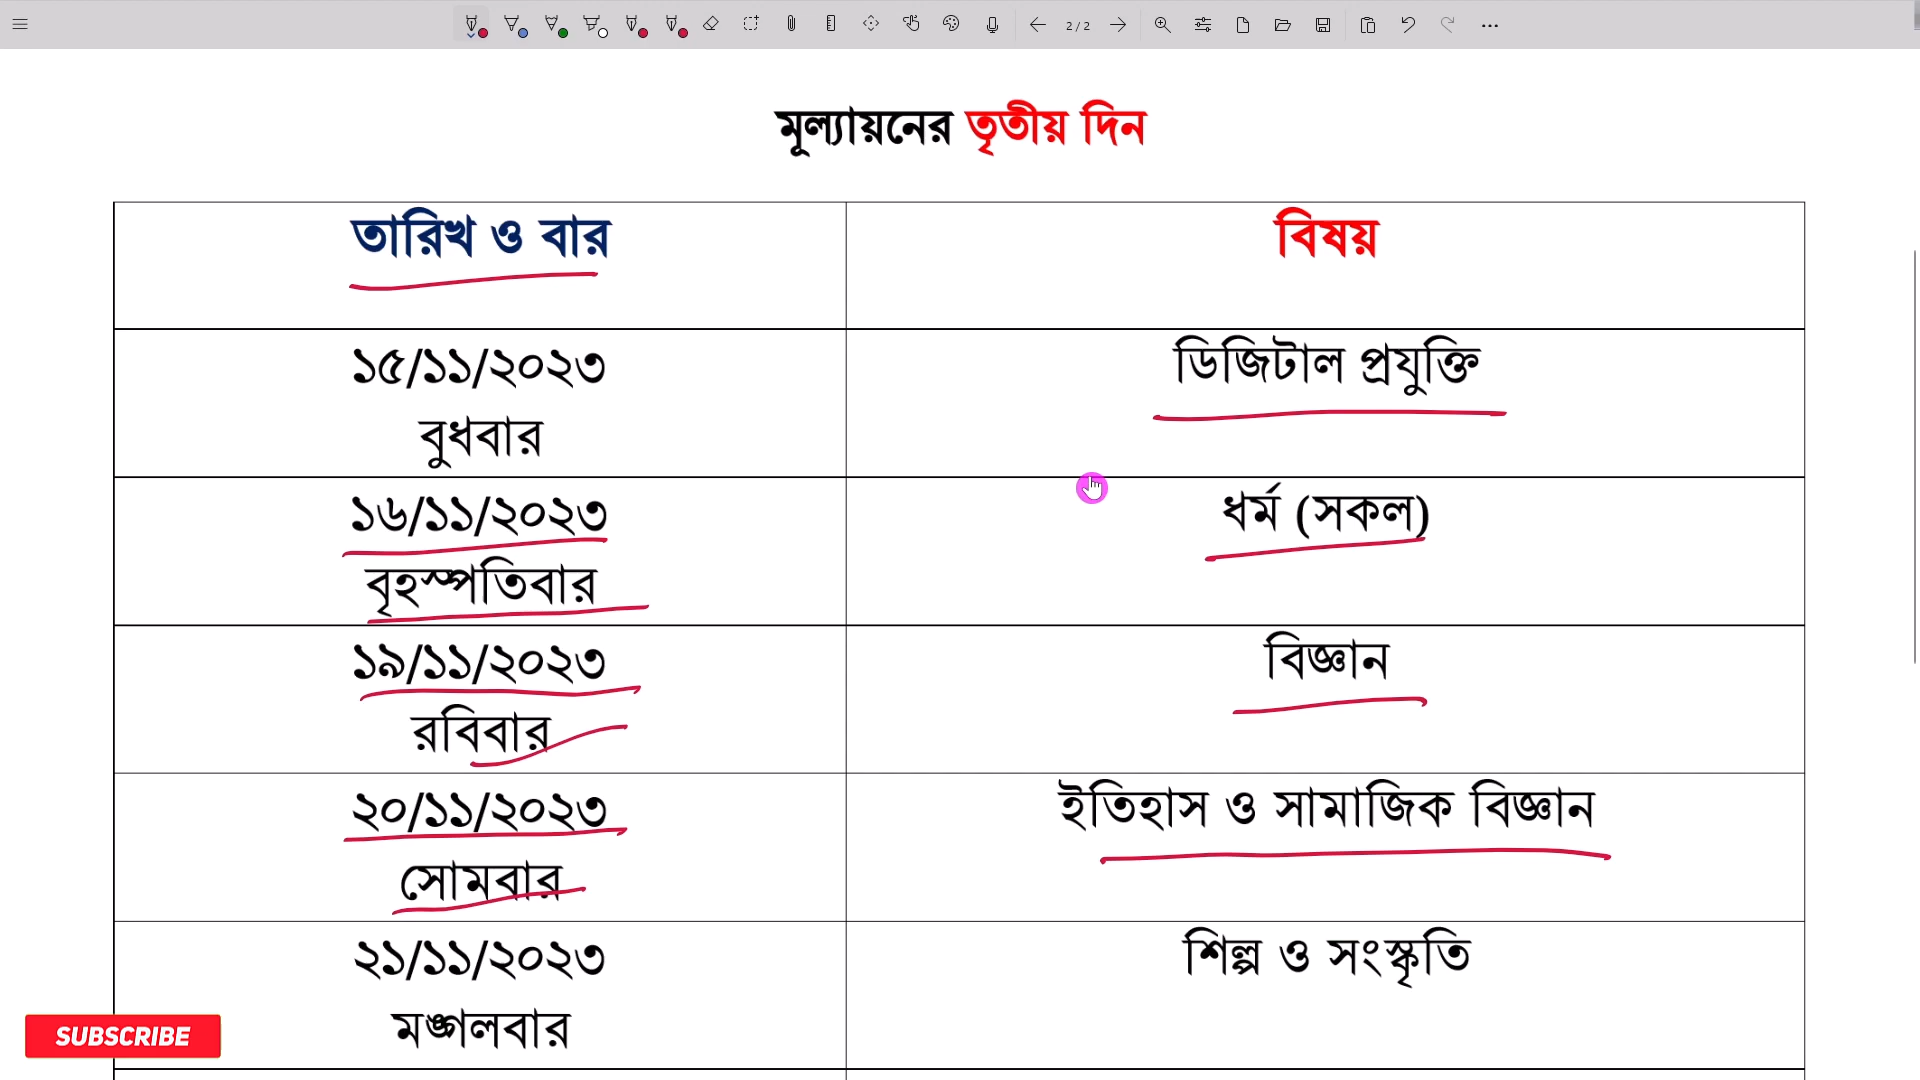 2 / 2
মূল্যায়নের তৃতীয় দিন
তারিখ ও বার
বিষয়
১৫/১১/২০২৩
বুধবার
ডিজিটাল প্রযুক্তি
১৬/১১/২০২৩
বৃহস্পতিবার
ধর্ম (সকল)
১৯/১১/২০২৩
রবিবার
বিজ্ঞান
২০/১১/২০২৩
সোমবার
ইতিহাস ও সামাজিক বিজ্ঞান
২১/১১/২০২৩
মঙ্গলবার
শিল্প ও সংস্কৃতি
SUBSCRIBE